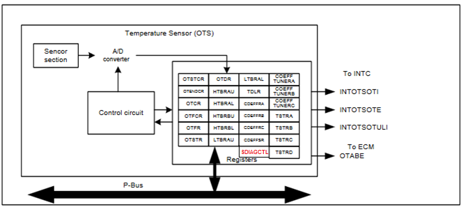 Temperature Sensor (OTS)
Sencor
section
A/D
converter
Control circuit
OTSTCR OTDR LTBRAL COEFF TUNERA
OTENDCR HTBRAU TDLR COEFF TUNERB
OTCR HTBRAL COEFFRA COEFF TUNERC
OTFCR HTBRBU COEFFRB TSTRA
OTFR HTBRBL COEFFRC TSTRB
OTSTR LTBRAU COEFFSR TSTRC
SDIAGCTL TSTRD
Registers
To INTC
INTOTSOTI
INTOTSOTE
INTOTSOTULI
To ECM
OTABE
P-Bus